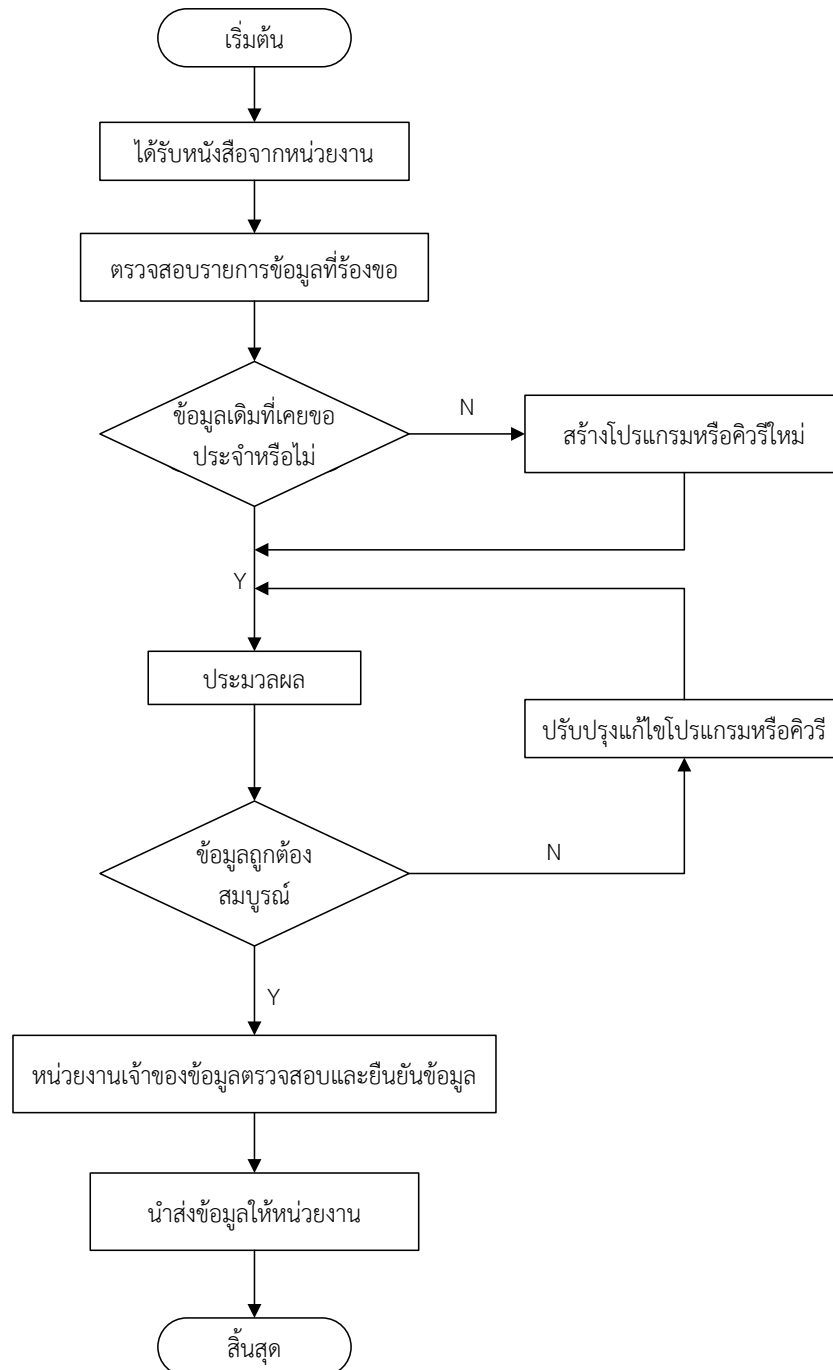 เริ่มต้น
ได้รับหนังสือจากหน่วยงาน
ตรวจสอบรายการข้อมูลที่ร้องขอ
ข้อมูลเดิมที่เคยขอ
ประจำหรือไม่
N
สร้างโปรแกรมหรือคิวรีใหม่
Y
ประมวลผล
ปรับปรุงแก้ไขโปรแกรมหรือคิวรี
ข้อมูลถูกต้อง
สมบูรณ์
N
Y
หน่วยงานเจ้าของข้อมูลตรวจสอบและยืนยันข้อมูล
นำส่งข้อมูลให้หน่วยงาน
สิ้นสุด